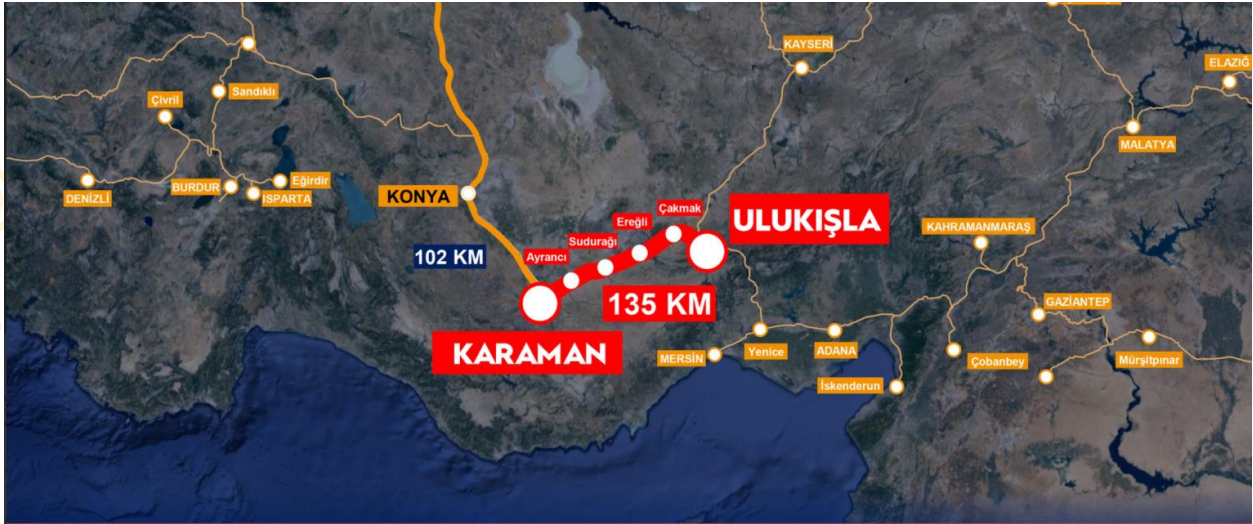 KAYSERİ
ELAZIĞ
Sandıklı
Çivril
MALATYA
Eğirdir
BURDUR
DENİZLİ
ISPARTA
KONYA
Çakmak
ULUKIŞLA
Ereğli
Sudurağı
Ayrancı
KAHRAMANMARAŞ
102 KM
135 KM
GAZİANTEP
KARAMAN
MERSİN
Yenice
ADANA
Çobanbey
Mürşitpınar
İskenderun